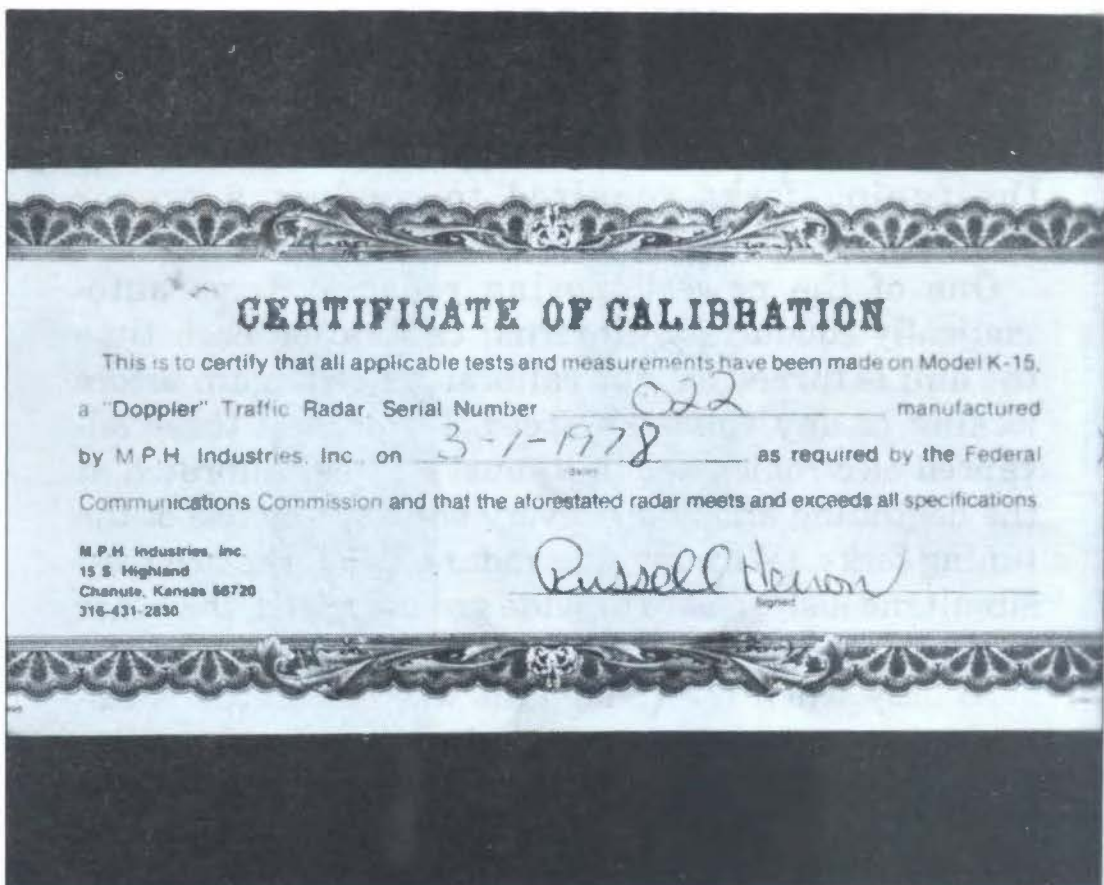 CERTIFICATE OF CALIBRATION
This is to certify that all applicable tests and measurements have been made on Model K-15,
a "Doppler" Traffic Radar, Serial Number 022 manufactured
by M.P.H. Industries, Inc., on 3-1-1978 as required by the Federal
(Date)
Communications Commission and that the aforestated radar meets and exceeds all specifications.
M.P.H. Industries, Inc.
15 S. Highland
Chanute, Kansas 66720
316-431-2830
Russell
Signed